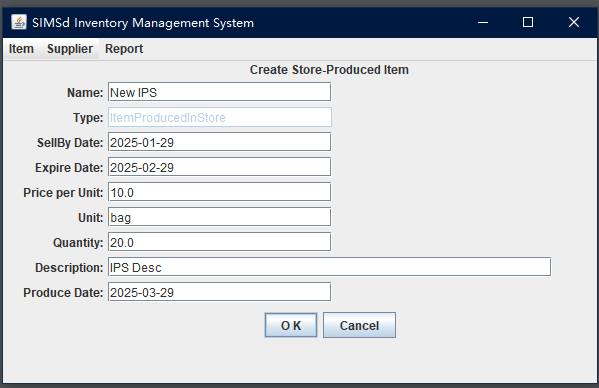 SIMSd Inventory Management System
Item Supplier Report
Create Store-Produced Item
Name: New IPS
Type: ItemProducedInStore
SellBy Date: 2025-01-29
Expire Date: 2025-02-29
Price per Unit: 10.0
Unit: bag
Quantity: 20.0
Description: IPS Desc
Produce Date: 2025-03-29
O K Cancel